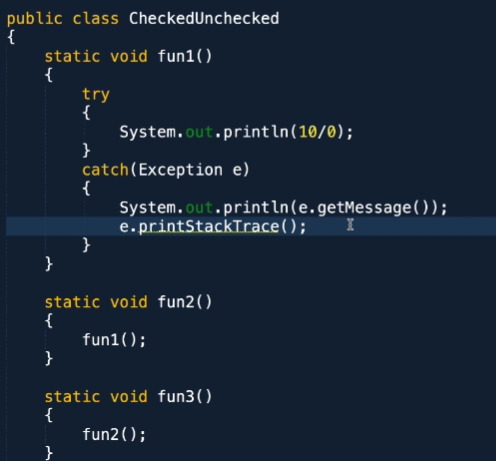 public class CheckedUnchecked
{
    static void fun1()
    {
        try
        {
            System.out.println(10/0);
        }
        catch(Exception e)
        {
            System.out.println(e.getMessage());
            e.printStackTrace();
        }
    }

    static void fun2()
    {
        fun1();
    }

    static void fun3()
    {
        fun2();
    }